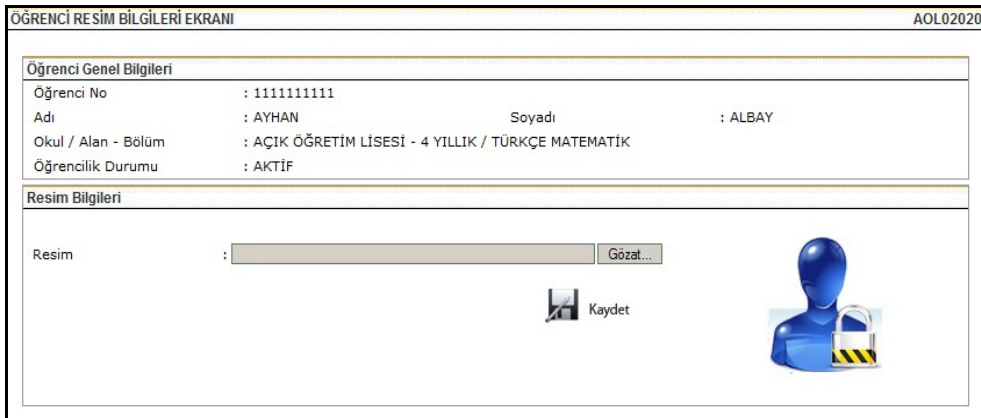 ÖĞRENCİ RESİM BİLGİLERİ EKRANI AOL02020
Öğrenci Genel Bilgileri
Öğrenci No : 1111111111
Adı : AYHAN Soyadı : ALBAY
Okul / Alan - Bölüm : AÇIK ÖĞRETİM LİSESİ - 4 YILLIK / TÜRKÇE MATEMATİK
Öğrencilik Durumu : AKTİF
Resim Bilgileri
Resim : Gözat...
Kaydet